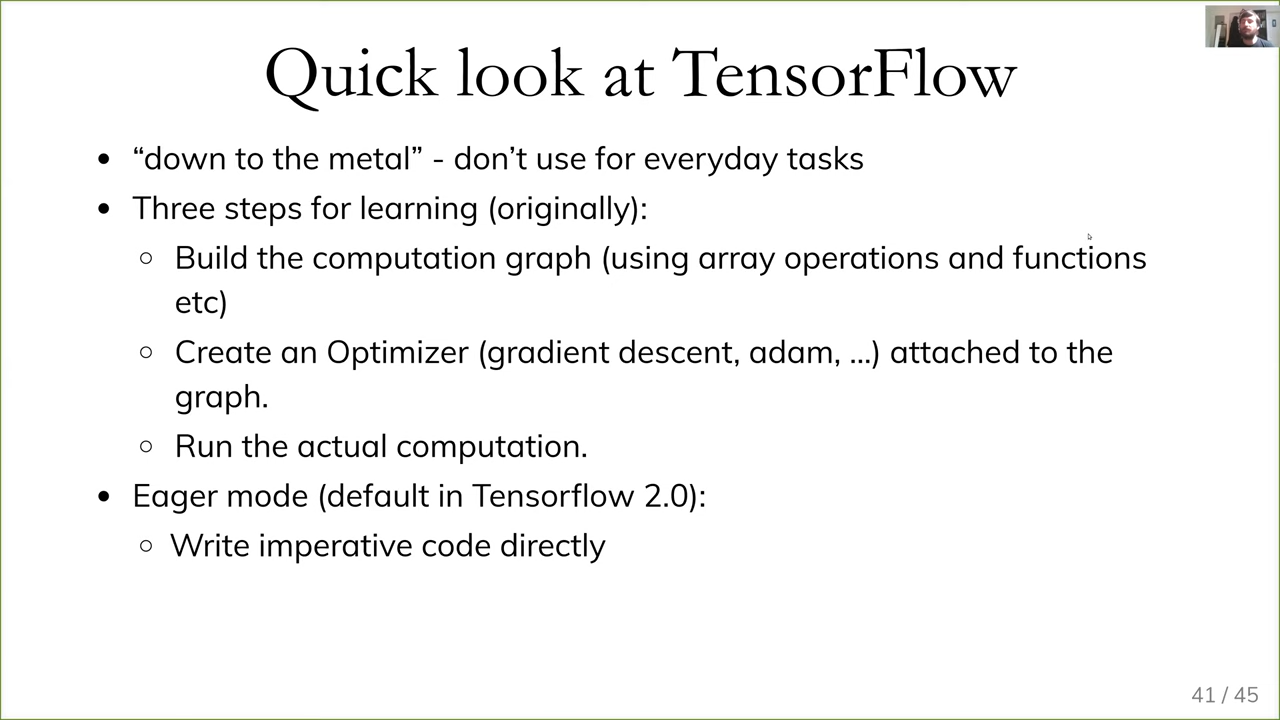 Quick look at TensorFlow
• “down to the metal” - don’t use for everyday tasks
• Three steps for learning (originally):
○ Build the computation graph (using array operations and functions
etc)
○ Create an Optimizer (gradient descent, adam, ...) attached to the
graph.
○ Run the actual computation.
• Eager mode (default in Tensorflow 2.0):
○ Write imperative code directly
41 / 45